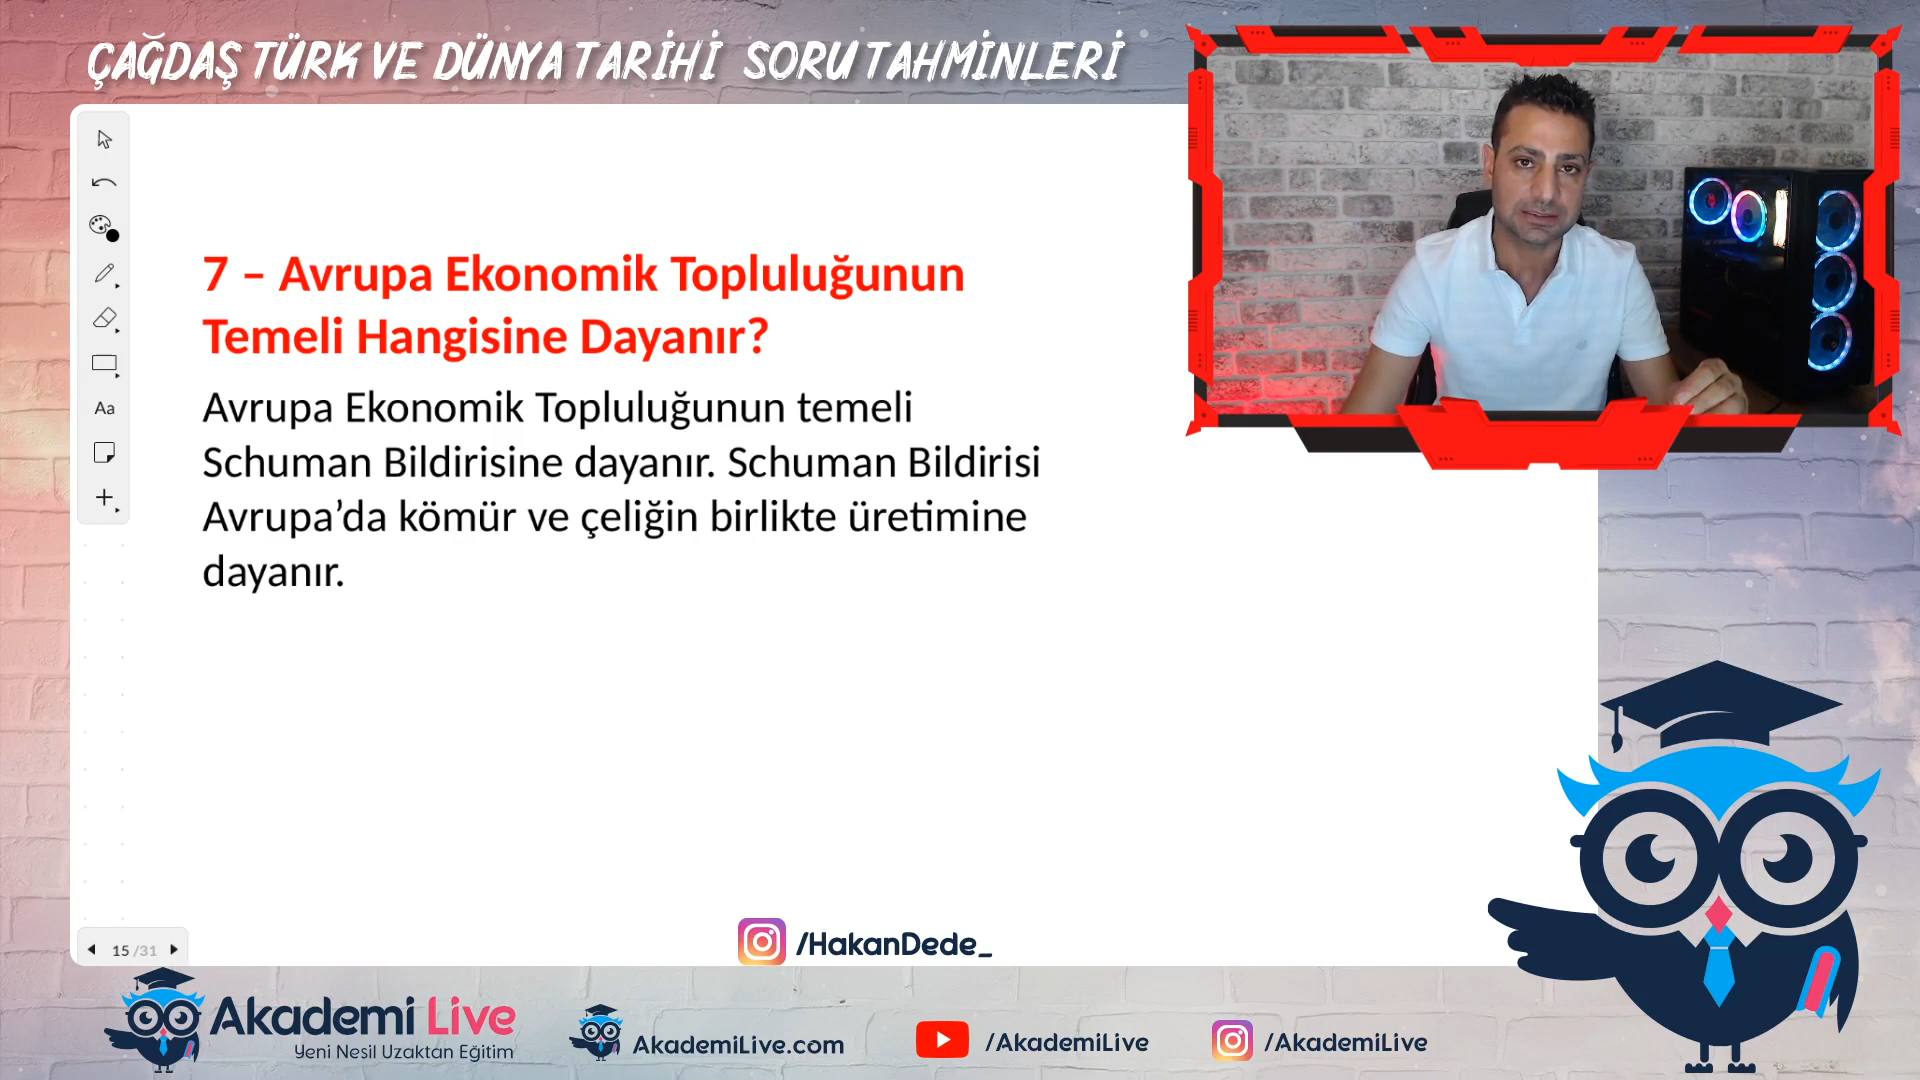 ÇAĞDAŞ TÜRK VE DÜNYA TARİHİ SORU TAHMİNLERİ
7 – Avrupa Ekonomik Topluluğunun
Temeli Hangisine Dayanır?
Avrupa Ekonomik Topluluğunun temeli
Schuman Bildirisine dayanır. Schuman Bildirisi
Avrupa’da kömür ve çeliğin birlikte üretimine
dayanır.
Aa
15 /31
/HakanDede_
Akademi Live
Yeni Nesil Uzaktan Eğitim
AkademiLive.com
/AkademiLive
/AkademiLive